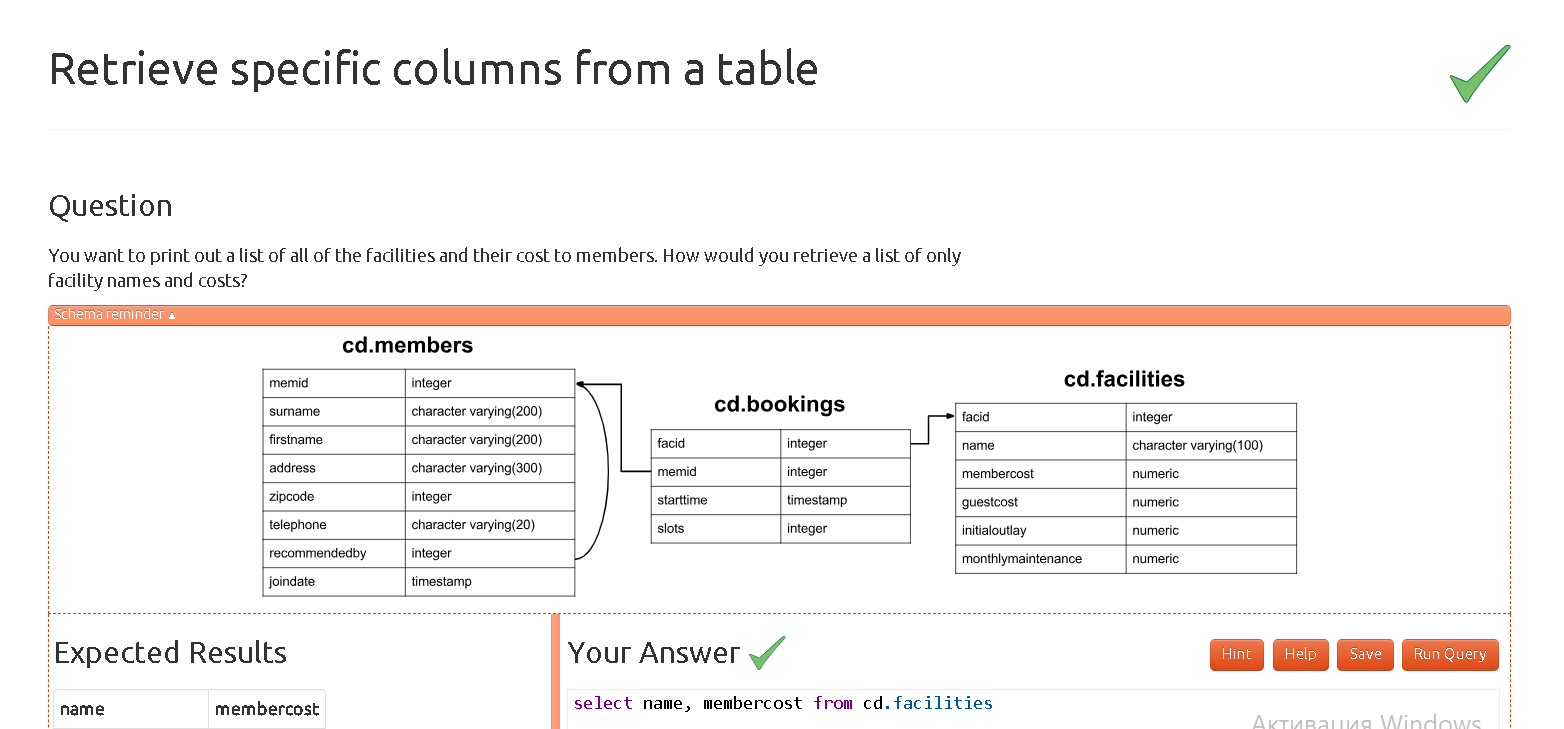 Retrieve specific columns from a table
Question
You want to print out a list of all of the facilities and their cost to members. How would you retrieve a list of only
facility names and costs?
Schema reminder ▲
cd.members
memid integer
surname character varying(200)
firstname character varying(200)
address character varying(300)
zipcode integer
telephone character varying(20)
recommendedby integer
joindate timestamp
cd.bookings
facid integer
memid integer
starttime timestamp
slots integer
cd.facilities
facid integer
name character varying(100)
membercost numeric
guestcost numeric
initialoutlay numeric
monthlymaintenance numeric
Expected Results
name membercost
Your Answer
Hint Help Save Run Query
select name, membercost from cd.facilities
Активация Windows